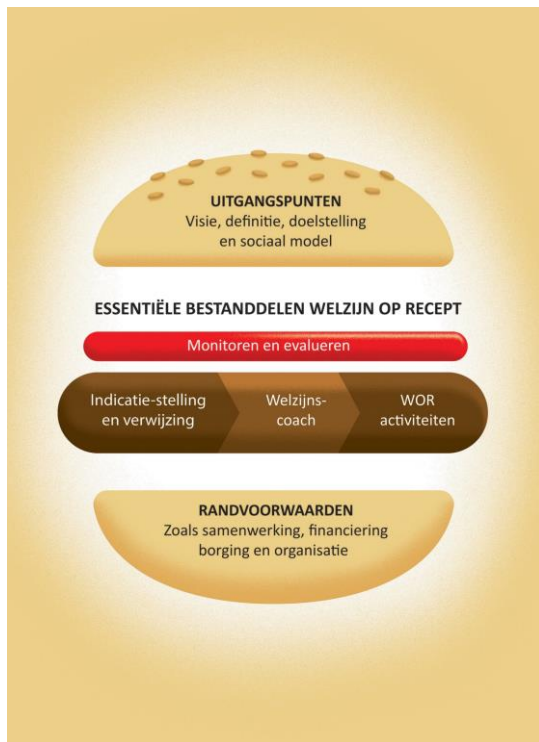 UITGANGSPUNTEN
Visie, definitie, doelstelling
en sociaal model
ESSENTIËLE BESTANDDELEN WELZIJN OP RECEPT
Monitoren en evalueren
Indicatie-stelling
en verwijzing
Welzijns-
coach
WOR
activiteiten
RANDVOORWAARDEN
Zoals samenwerking, financiering
borging en organisatie